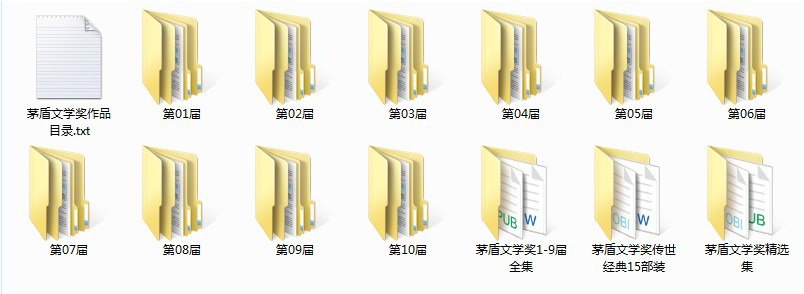 茅盾文学奖作品
目录.txt
第01届
第02届
第03届
第04届
第05届
第06届
第07届
第08届
第09届
第10届
PUB W
茅盾文学奖1-9届
全集
OBI W
茅盾文学奖传世
经典15部装
OBI UB
茅盾文学奖精选
集